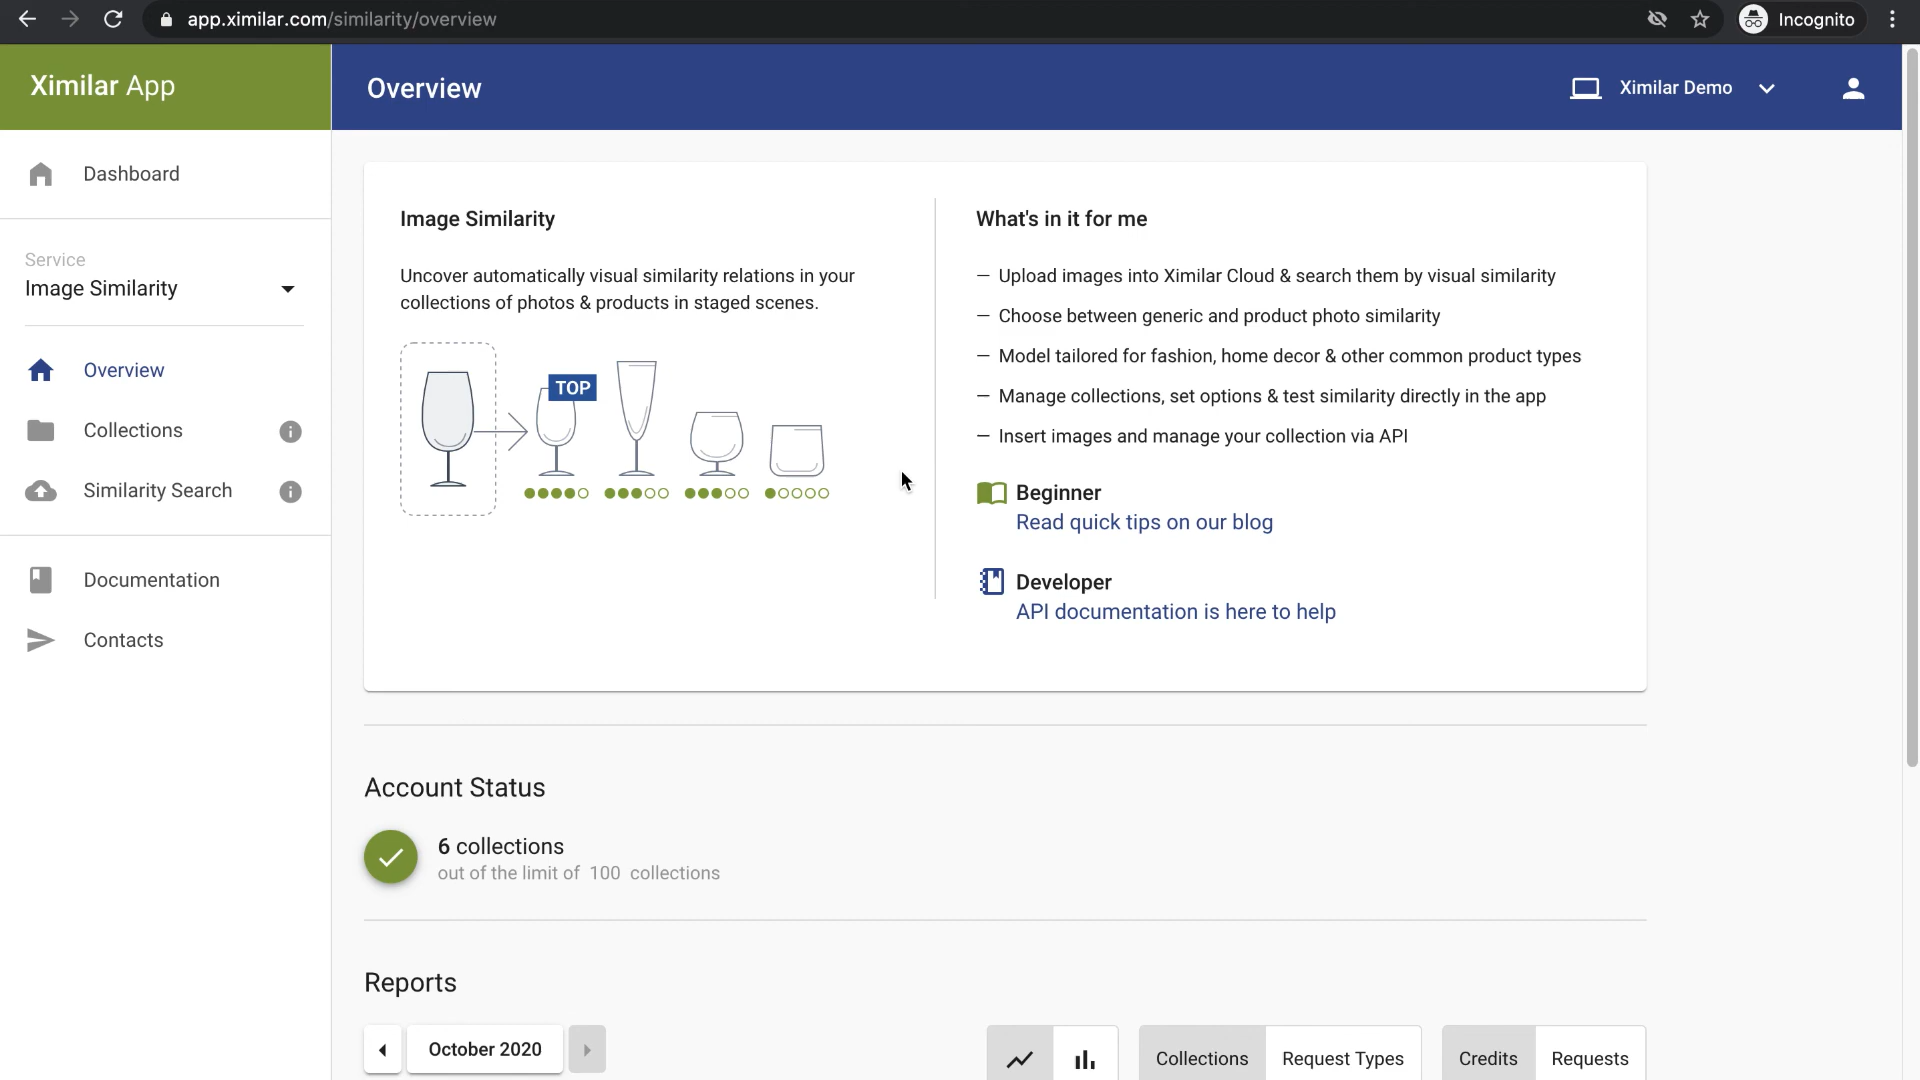 app.ximilar.com/similarity/overview
Incognito
Ximilar App
Overview
Ximilar Demo
Dashboard
Service
Image Similarity
Overview
Collections
Similarity Search
Documentation
Contacts
Image Similarity
Uncover automatically visual similarity relations in your
collections of photos & products in staged scenes.
TOP
What's in it for me
— Upload images into Ximilar Cloud & search them by visual similarity
— Choose between generic and product photo similarity
— Model tailored for fashion, home decor & other common product types
— Manage collections, set options & test similarity directly in the app
— Insert images and manage your collection via API
Beginner
Read quick tips on our blog
Developer
API documentation is here to help
Account Status
6 collections
out of the limit of 100 collections
Reports
October 2020
Collections
Request Types
Credits
Requests